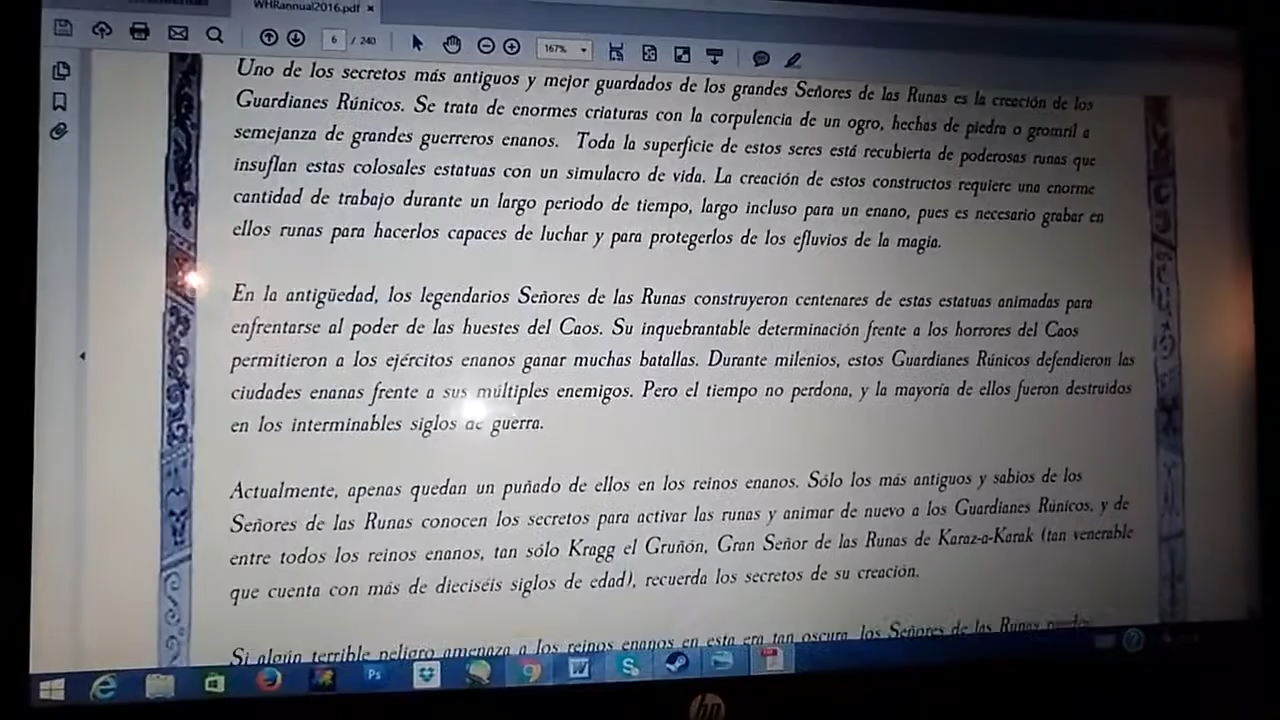 WHRannual2016.pdf ×
6 / 240
167%
Uno de los secretos más antiguos y mejor guardados de los grandes Señores de las Runas es la creación de los
Guardianes Rúnicos. Se trata de enormes criaturas con la corpulencia de un ogro, hechas de piedra o gromril a
semejanza de grandes guerreros enanos. Toda la superficie de estos seres está recubierta de poderosas runas que
insuflan estas colosales estatuas con un simulacro de vida. La creación de estos constructos requiere una enorme
cantidad de trabajo durante un largo periodo de tiempo, largo incluso para un enano, pues es necesario grabar en
ellos runas para hacerlos capaces de luchar y para protegerlos de los efluvios de la magia.
En la antigüedad, los legendarios Señores de las Runas construyeron centenares de estas estatuas animadas para
enfrentarse al poder de las huestes del Caos. Su inquebrantable determinación frente a los horrores del Caos
permitieron a los ejércitos enanos ganar muchas batallas. Durante milenios, estos Guardianes Rúnicos defendieron las
ciudades enanas frente a sus múltiples enemigos. Pero el tiempo no perdona, y la mayoría de ellos fueron destruidos
en los interminables siglos de guerra.
Actualmente, apenas quedan un puñado de ellos en los reinos enanos. Sólo los más antiguos y sabios de los
Señores de las Runas conocen los secretos para activar las runas y animar de nuevo a los Guardianes Rúnicos, y de
entre todos los reinos enanos, tan sólo Kragg el Gruñón, Gran Señor de las Runas de Karaz-a-Karak (tan venerable
que cuenta con más de dieciséis siglos de edad), recuerda los secretos de su creación.
Si algún terrible peligro amenaza a los reinos enanos en esta era tan oscura, los Señores de las Runas
Ps
W
S
hp